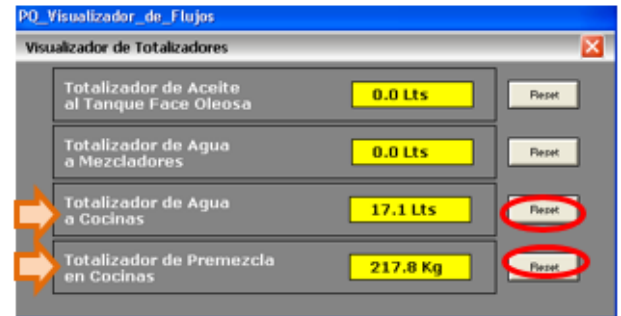 PO_Visualizador_de_Flujos
Visualizador de Totalizadores
Totalizador de Aceite
al Tanque Face Oleosa
0.0 Lts
Reset
Totalizador de Agua
a Mezcladores
0.0 Lts
Reset
Totalizador de Agua
a Cocinas
17.1 Lts
Reset
Totalizador de Premezcla
en Cocinas
217.8 Kg
Reset